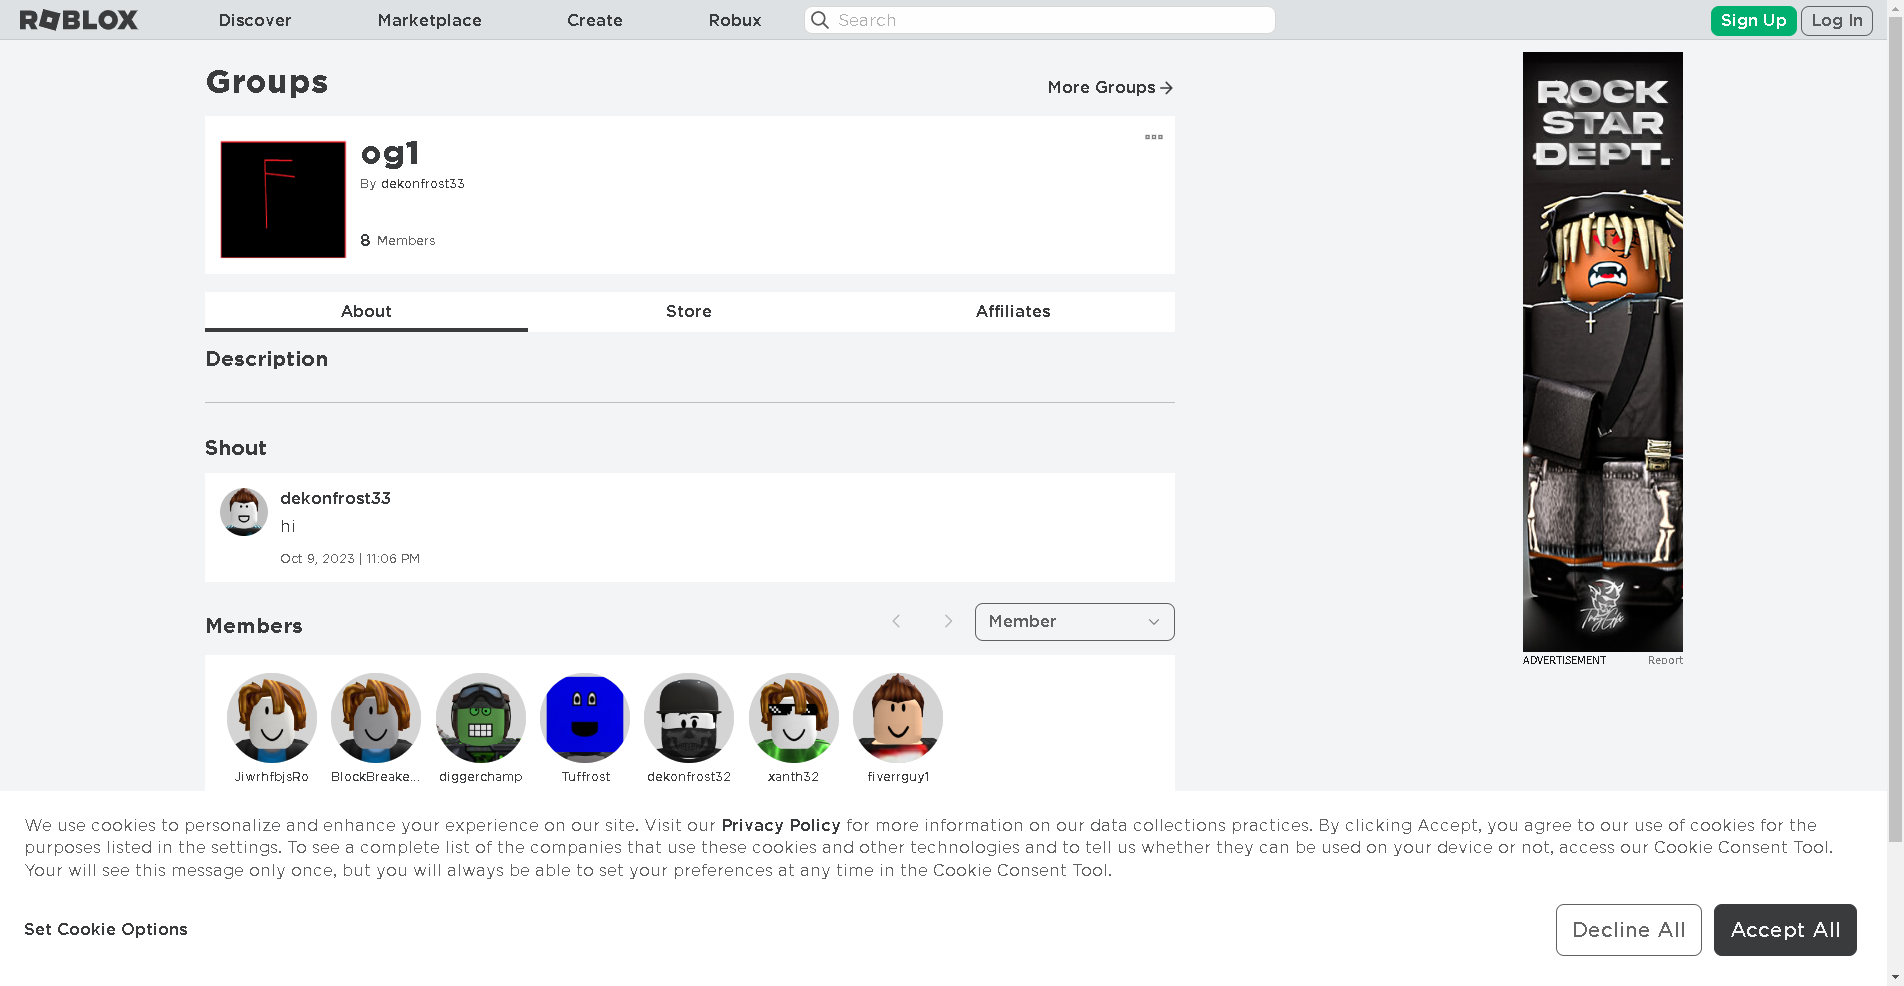 ROBLOX Discover Marketplace Create Robux Search Sign Up Log In
Groups
More Groups
og1
By dekonfrost33
8 Members
About Store Affiliates
Description
Shout
dekonfrost33
hi
Oct 9, 2023 | 11:06 PM
Members
Member
JiwrhfbjsRo BlockBreake... diggerchamp Tuffrost dekonfrost32 xanth32 fiverrguy1
ROCK
STAR
DEPT.
ADVERTISEMENT Report
We use cookies to personalize and enhance your experience on our site. Visit our Privacy Policy for more information on our data collections practices. By clicking Accept, you agree to our use of cookies for the
purposes listed in the settings. To see a complete list of the companies that use these cookies and other technologies and to tell us whether they can be used on your device or not, access our Cookie Consent Tool.
Your will see this message only once, but you will always be able to set your preferences at any time in the Cookie Consent Tool.
Set Cookie Options
Decline All
Accept All